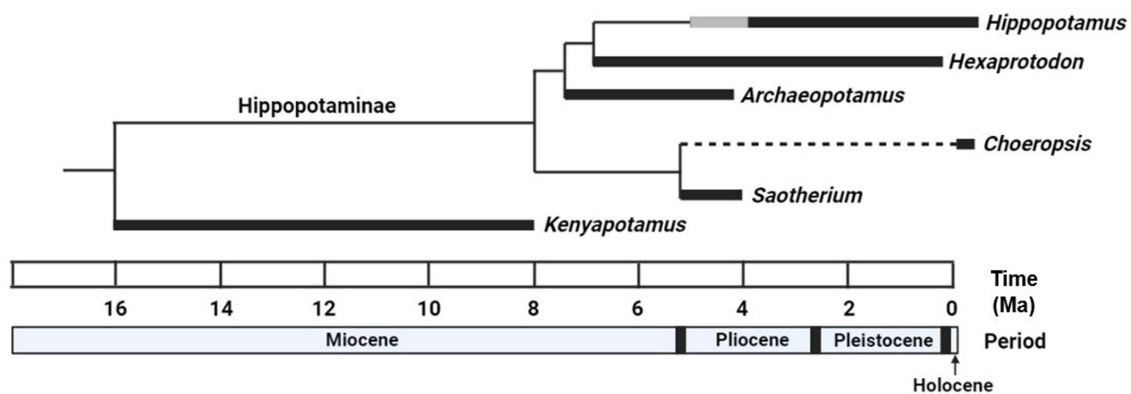 Hippopotamus
Hexaprotodon
Hippopotaminae
Archaeopotamus
Choeropsis
Saotherium
Kenyapotamus
16 14 12 10 8 6 4 2 0
Time
(Ma)
Miocene Pliocene Pleistocene Period
Holocene